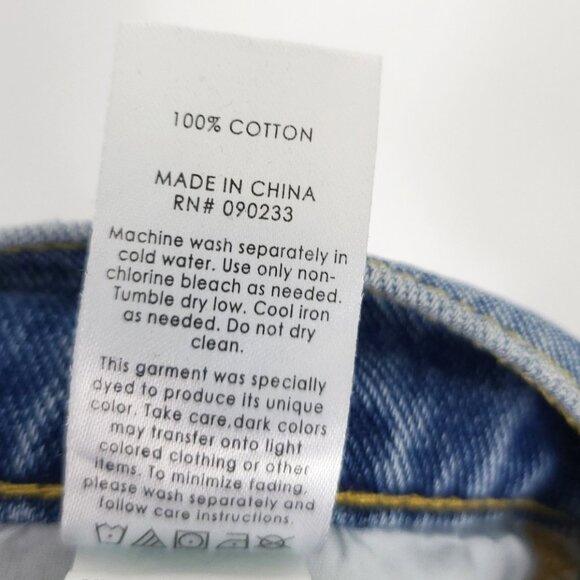 100% COTTON
MADE IN CHINA
RN# 090233
Machine wash separately in
cold water. Use only non-
chlorine bleach as needed.
Tumble dry low. Cool iron
as needed. Do not dry
clean.
This garment was specially
dyed to produce its unique
color. Take care,dark colors
may transfer onto light
colored clothing or other
items. To minimize fading,
please wash separately and
follow care instructions.